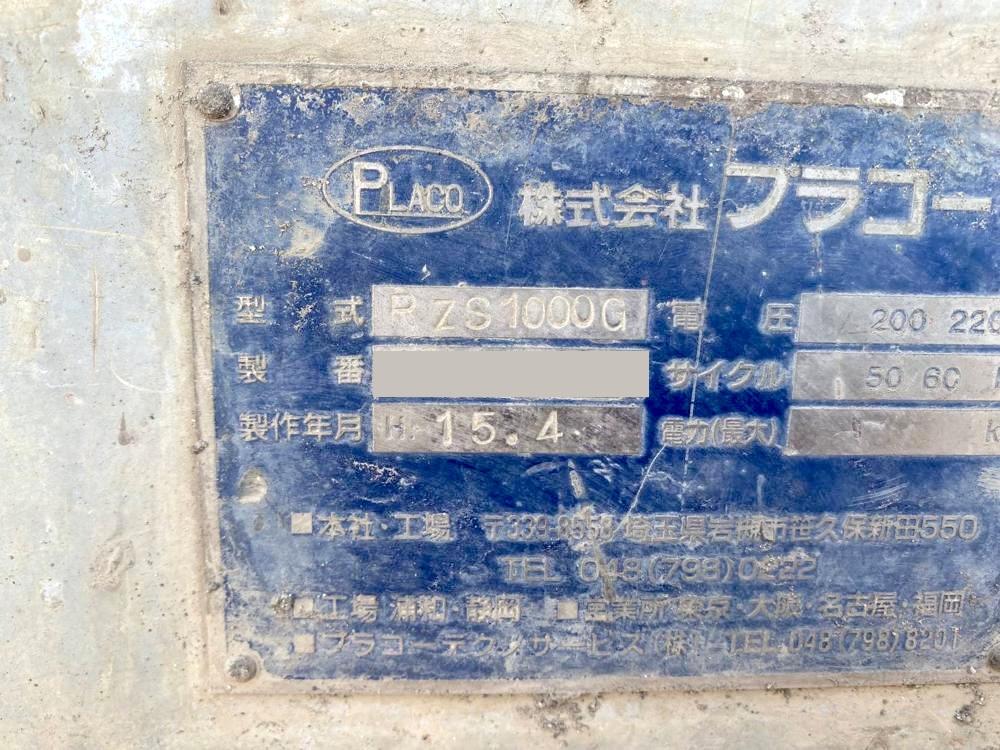 PLACO 株式会社プラコー
型式 RZS1000G 電圧 200 220
製番 サイクル 50/60
製作年月 H 15.4 電力(最大) k
■本社・工場 〒339-8558 埼玉県岩槻市笹久保新田550
TEL 048(798)0222
■工場 浦和・静岡 ■営業所 東京・大阪・名古屋・福岡
■プラコーテクノサービス(株) TEL.048(798)8201